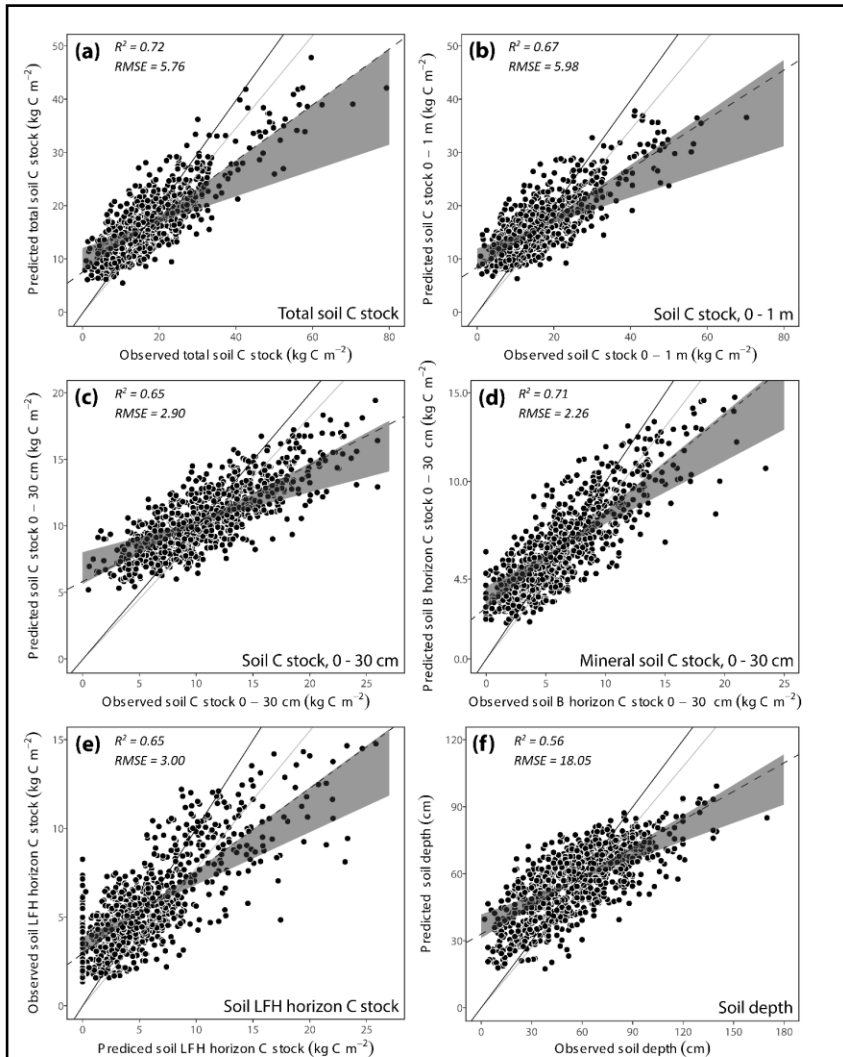 (a)
R² = 0.72
RMSE = 5.76
50
40
30
20
10
0
Predicted total soil C stock (kg C m⁻²)
Total soil C stock
0
20
40
60
80
Observed total soil C stock (kg C m⁻²)
(b)
R² = 0.67
RMSE = 5.98
50
40
30
20
10
0
Predicted soil C stock 0 – 1 m (kg C m⁻²)
Soil C stock, 0 - 1 m
0
20
40
60
80
Observed soil C stock 0 – 1 m (kg C m⁻²)
(c)
R² = 0.65
RMSE = 2.90
20
15
10
5
0
Predicted soil C stock 0 – 30 cm (kg C m⁻²)
Soil C stock, 0 - 30 cm
0
5
10
15
20
25
Observed soil C stock 0 – 30 cm (kg C m⁻²)
(d)
R² = 0.71
RMSE = 2.26
15.0
10.0
4.5
0.0
Predicted soil B horizon C stock 0 – 30 cm (kg C m⁻²)
Mineral soil C stock, 0 - 30 cm
0
5
10
15
20
25
Observed soil B horizon C stock 0 – 30 cm (kg C m⁻²)
(e)
R² = 0.65
RMSE = 3.00
15
10
5
0
Observed soil LFH horizon C stock (kg C m⁻²)
Soil LFH horizon C stock
0
5
10
15
20
25
Prediced soil LFH horizon C stock (kg C m⁻²)
(f)
R² = 0.56
RMSE = 18.05
120
90
60
30
0
Predicted soil depth (cm)
Soil depth
0
30
60
90
120
150
180
Observed soil depth (cm)